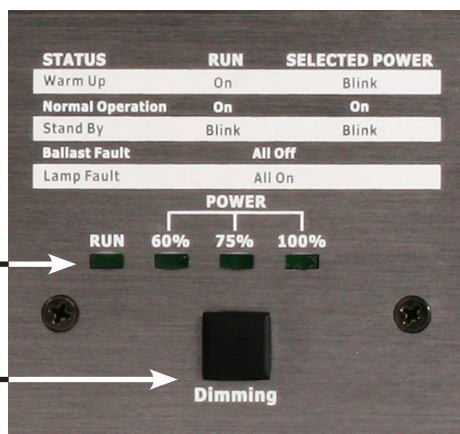 STATUS RUN SELECTED POWER
Warm Up On Blink
Normal Operation On On
Stand By Blink Blink
Ballast Fault All Off
Lamp Fault All On
POWER
RUN 60% 75% 100%
Dimming